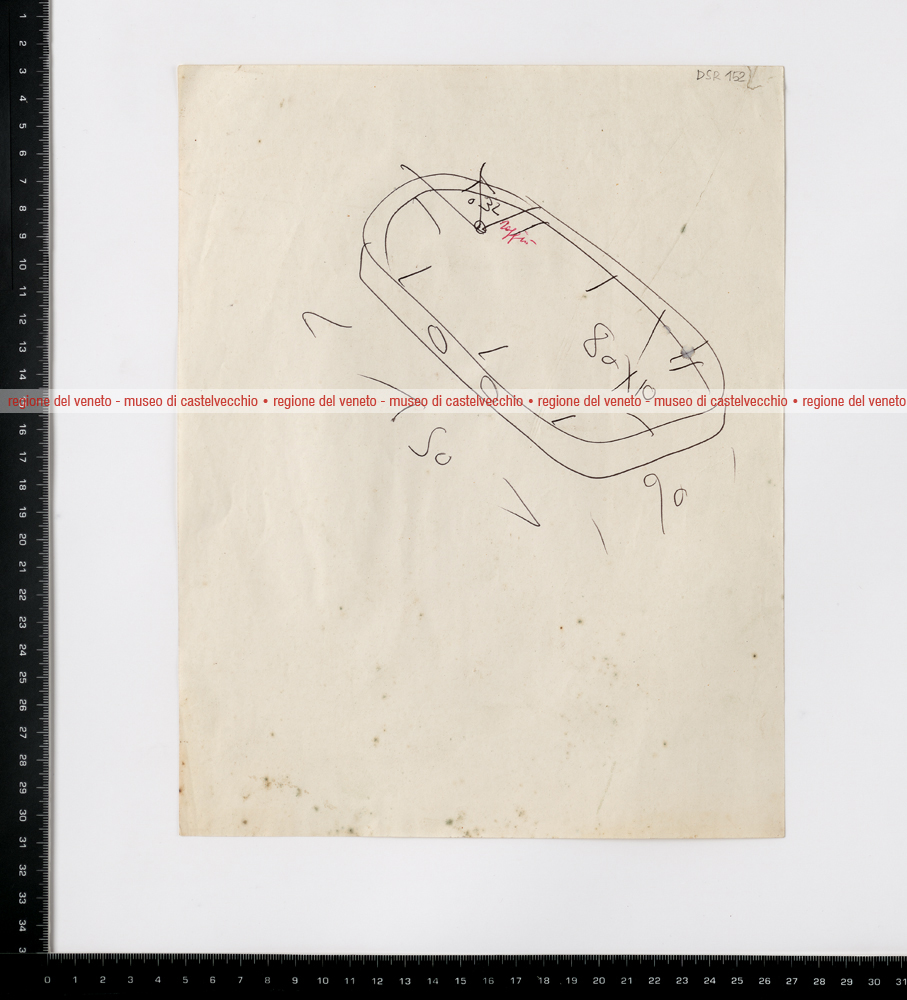 DSR 152
0.32
80 X 10
regione del veneto - museo di castelvecchio • regione del veneto - museo di castelvecchio • regione del veneto - museo di castelvecchio • regione del veneto
50
90
1 2 3 4 5 6 7 8 9 10 11 12 13 14 15 16 17 18 19 20 21 22 23 24 25 26 27 28 29 30 31 32 33 34 3
0 1 2 3 4 5 6 7 8 9 10 11 12 13 14 15 16 17 18 19 20 21 22 23 24 25 26 27 28 29 30 31